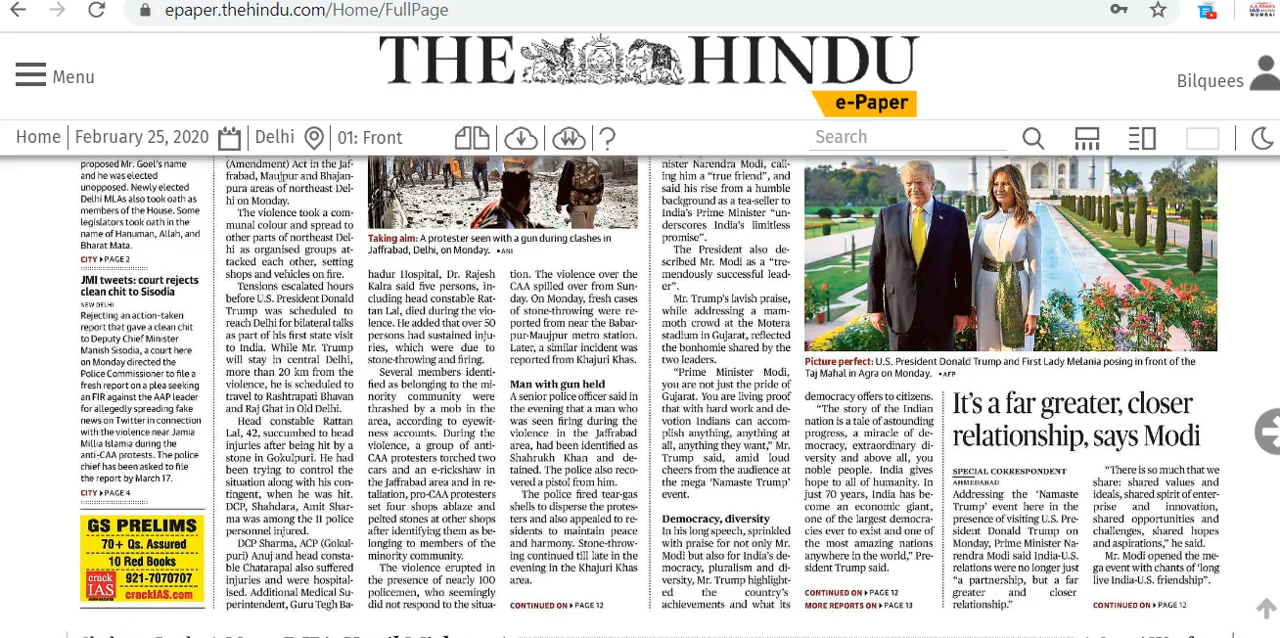 epaper.thehindu.com/Home/FullPage
Menu
THE HINDU
e-Paper
Bilquees
Home
February 25, 2020
Delhi
01: Front
Search
proposed Mr. Goel's name
and he was elected
unopposed. Newly elected
Delhi MLAs also took oath as
members of the House. Some
legislators took oath in the
name of Hanuman, Allah, and
Bharat Mata.
CITY PAGE 2
JMI tweets: court rejects
clean chit to Sisodia
NEW DELHI
Rejecting an action-taken
report that gave a clean chit
to Deputy Chief Minister
Manish Sisodia, a court here
on Monday directed the
Police Commissioner to file a
fresh report on a plea seeking
an FIR against the AAP leader
for allegedly spreading fake
news on Twitter in connection
with the violence near Jamia
Millia Islamia during the
anti-CAA protests. The police
chief has been asked to file
the report by March 17.
CITY PAGE 4
GS PRELIMS
70+ Qs. Assured
10 Red Books
crack
IAS
921-7070707
crackIAS.com
(Amendment) Act in the Jaf-
frabad, Maujpur and Bhajan-
pura areas of northeast Del-
hi on Monday.
The violence took a com-
munal colour and spread to
other parts of northeast Del-
hi as organised groups at-
tacked each other, setting
shops and vehicles on fire.
Tensions escalated hours
before U.S. President Donald
Trump was scheduled to
reach Delhi for bilateral talks
as part of his first state visit
to India. While Mr. Trump
will stay in central Delhi,
more than 20 km from the
violence, he is scheduled to
travel to Rashtrapati Bhavan
and Raj Ghat in Old Delhi.
Head constable Rattan
Lal, 42, succumbed to head
injuries after being hit by a
stone in Gokulpuri. He had
been trying to control the
situation along with his con-
tingent, when he was hit.
DCP, Shahdara, Amit Shar-
ma was among the 11 police
personnel injured.
DCP Sharma, ACP (Gokul-
puri) Anuj and head consta-
ble Chatarapal also suffered
injuries and were hospital-
ised. Additional Medical Su-
perintendent, Guru Tegh Ba-
Taking aim: A protester seen with a gun during clashes in
Jaffrabad, Delhi, on Monday. • ANI
hadur Hospital, Dr. Rajesh
Kalra said five persons, in-
cluding head constable Rat-
tan Lal, died during the vio-
lence. He added that over 50
persons had sustained inju-
ries, which were due to
stone-throwing and firing.
Several members identi-
fied as belonging to the mi-
nority community were
thrashed by a mob in the
area, according to eyewit-
ness accounts. During the
violence, a group of anti-
CAA protesters torched two
cars and an e-rickshaw in
the Jaffrabad area and in re-
taliation, pro-CAA protesters
set four shops ablaze and
pelted stones at other shops
after identifying them as be-
longing to members of the
minority community.
The violence erupted in
the presence of nearly 100
policemen, who seemingly
did not respond to the situa-
tion. The violence over the
CAA spilled over from Sun-
day. On Monday, fresh cases
of stone-throwing were re-
ported from near the Babar-
pur-Maujpur metro station.
Later, a similar incident was
reported from Khajuri Khas.
Man with gun held
A senior police officer said in
the evening that a man who
was seen firing during the
violence in the Jaffrabad
area, had been identified as
Shahrukh Khan and de-
tained. The police also reco-
vered a pistol from him.
The police fired tear-gas
shells to disperse the protes-
ters and also appealed to re-
sidents to maintain peace
and harmony. Stone-throw-
ing continued till late in the
evening in the Khajuri Khas
area.
CONTINUED ON PAGE 12
nister Narendra Modi, call-
ing him a “true friend”, and
said his rise from a humble
background as a tea-seller to
India's Prime Minister “un-
derscores India's limitless
promise”.
The President also de-
scribed Mr. Modi as a “tre-
mendously successful lead-
er”.
Mr. Trump's lavish praise,
while addressing a mam-
moth crowd at the Motera
stadium in Gujarat, reflected
the bonhomie shared by the
two leaders.
“Prime Minister Modi,
you are not just the pride of
Gujarat. You are living proof
that with hard work and de-
votion Indians can accom-
plish anything, anything at
all, anything they want,” Mr.
Trump said, amid loud
cheers from the audience at
the mega ‘Namaste Trump’
event.
Democracy, diversity
In his long speech, sprinkled
with praise for not only Mr.
Modi but also for India's de-
mocracy, pluralism and di-
versity, Mr. Trump highlight-
ed the country's
achievements and what its
Picture perfect: U.S. President Donald Trump and First Lady Melania posing in front of the
Taj Mahal in Agra on Monday. • AFP
democracy offers to citizens.
“The story of the Indian
nation is a tale of astounding
progress, a miracle of de-
mocracy, extraordinary di-
versity and above all, you
noble people. India gives
hope to all of humanity. In
just 70 years, India has be-
come an economic giant,
one of the largest democra-
cies ever to exist and one of
the most amazing nations
anywhere in the world,” Pre-
sident Trump said.
CONTINUED ON PAGE 12
MORE REPORTS ON PAGE 13
It's a far greater, closer
relationship, says Modi
SPECIAL CORRESPONDENT
AHMEDABAD
Addressing the ‘Namaste
Trump’ event here in the
presence of visiting U.S. Pre-
sident Donald Trump on
Monday, Prime Minister Na-
rendra Modi said India-U.S.
relations were no longer just
“a partnership, but a far
greater and closer
relationship.”
“There is so much that we
share: shared values and
ideals, shared spirit of enter-
prise and innovation,
shared opportunities and
challenges, shared hopes
and aspirations,” he said.
Mr. Modi opened the me-
ga event with chants of ‘long
live India-U.S. friendship”.
CONTINUED ON PAGE 12